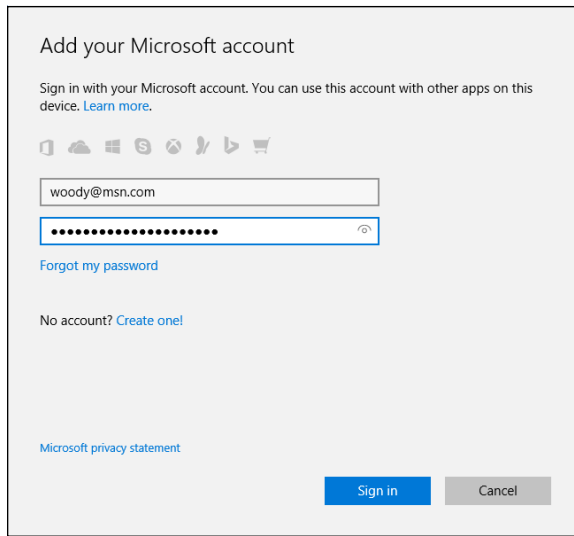 Add your Microsoft account
Sign in with your Microsoft account. You can use this account with other apps on this
device. Learn more.
woody@msn.com
●●●●●●●●●●●●●●●●●●●●●
Forgot my password
No account? Create one!
Microsoft privacy statement
Sign in
Cancel